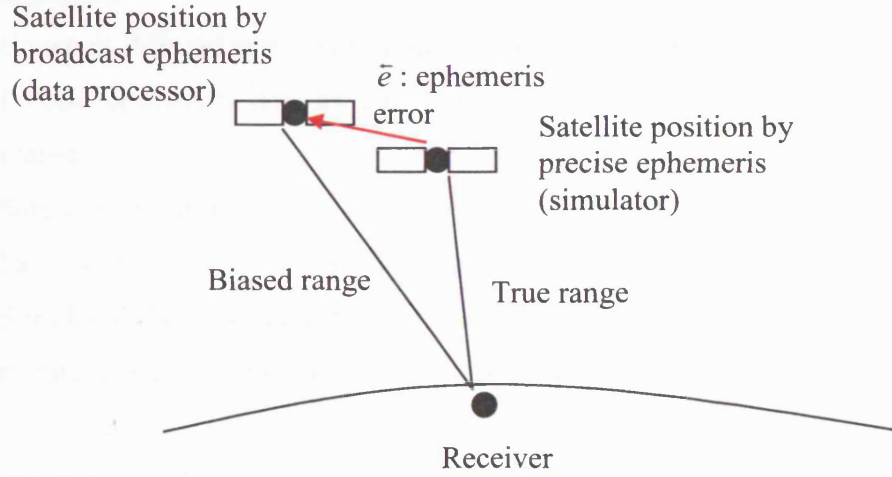 Satellite position by
broadcast ephemeris
(data processor)
e⃗ : ephemeris
error
Satellite position by
precise ephemeris
(simulator)
Biased range
True range
Receiver